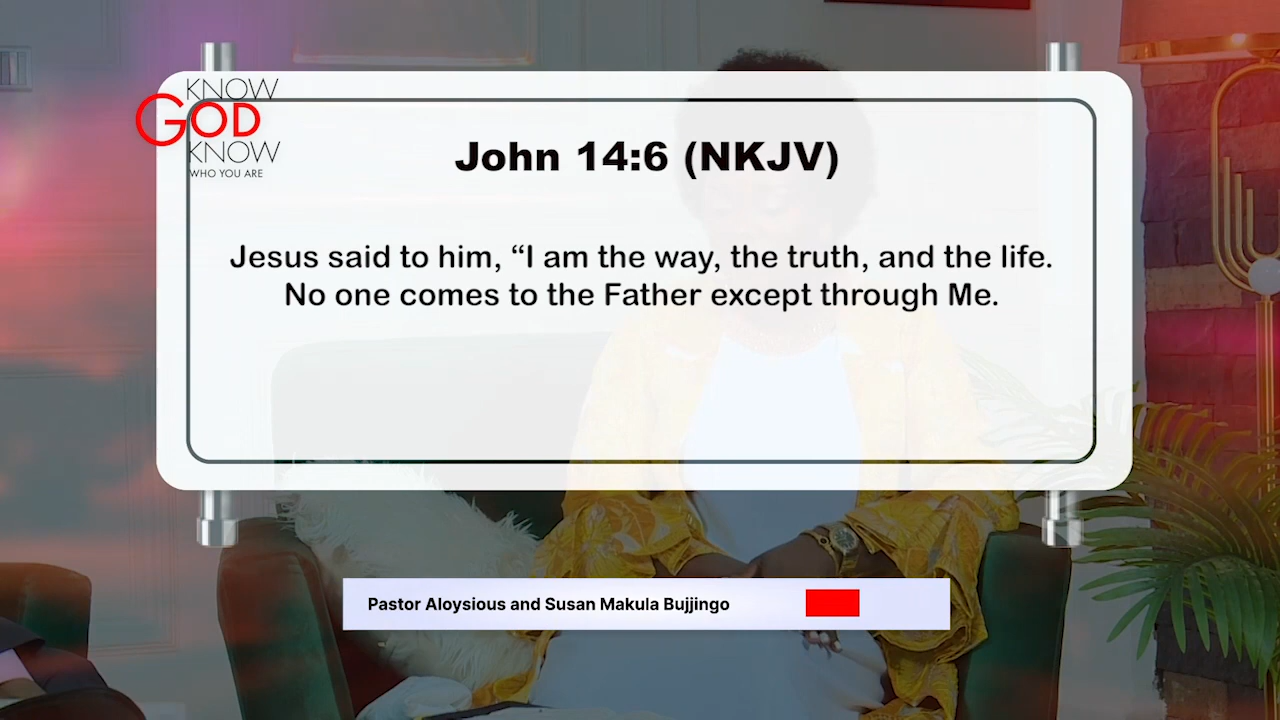 KNOW
GOD
KNOW
WHO YOU ARE
John 14:6 (NKJV)
Jesus said to him, “I am the way, the truth, and the life.
No one comes to the Father except through Me.
Pastor Aloysious and Susan Makula Bujjingo